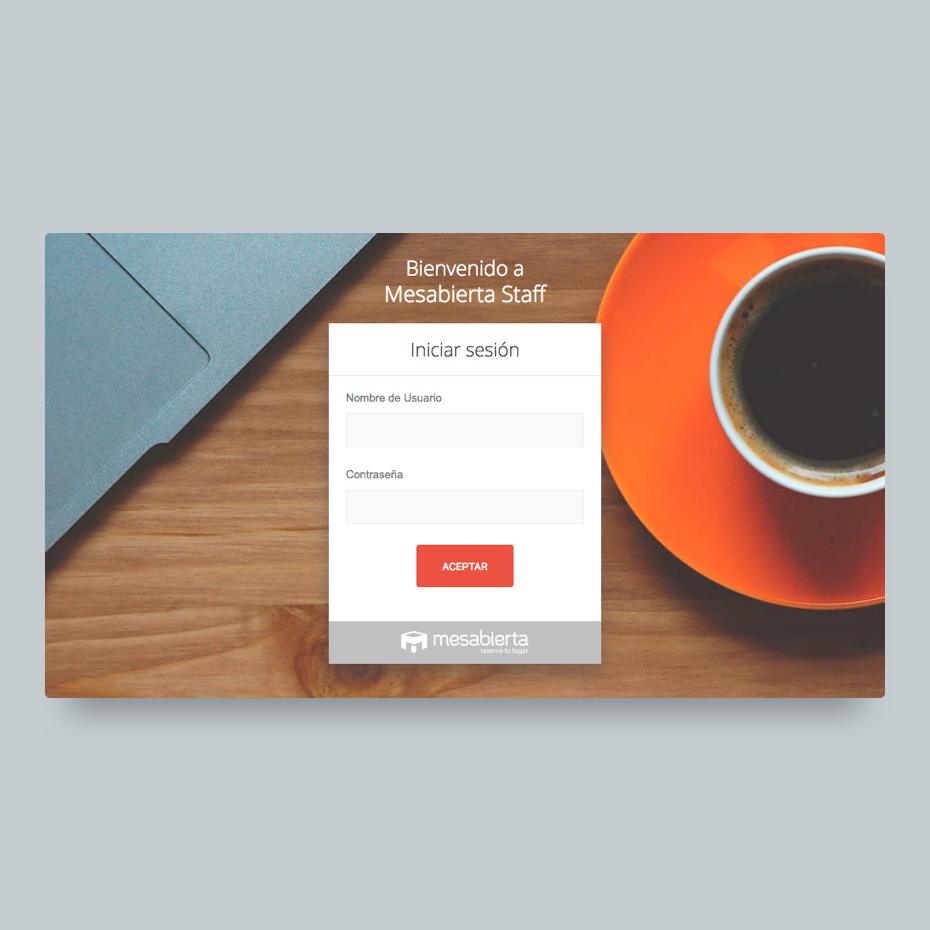 Bienvenido a
Mesabierta Staff
Iniciar sesión
Nombre de Usuario
Contraseña
ACEPTAR
mesabierta
reserva tu lugar